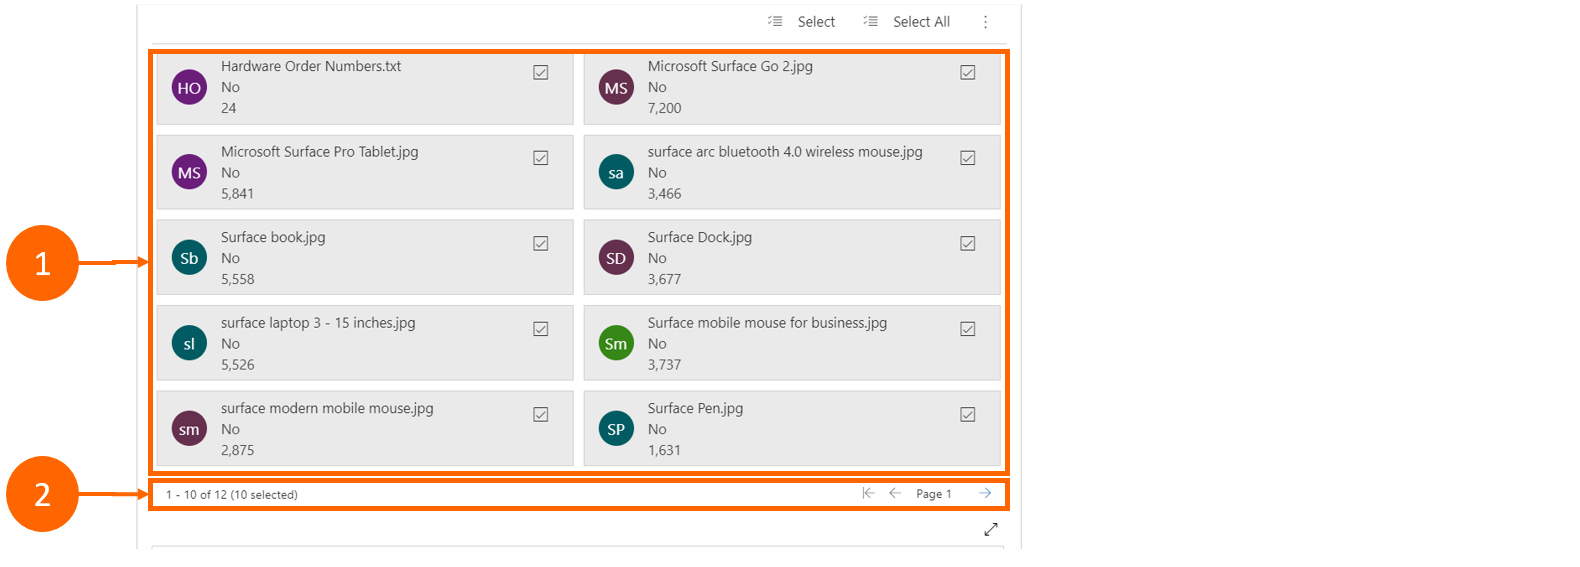 Select
Select All
HO
Hardware Order Numbers.txt
No
24
MS
Microsoft Surface Go 2.jpg
No
7,200
MS
Microsoft Surface Pro Tablet.jpg
No
5,841
sa
surface arc bluetooth 4.0 wireless mouse.jpg
No
3,466
1
Sb
Surface book.jpg
No
5,558
SD
Surface Dock.jpg
No
3,677
sl
surface laptop 3 - 15 inches.jpg
No
5,526
Sm
Surface mobile mouse for business.jpg
No
3,737
sm
surface modern mobile mouse.jpg
No
2,875
SP
Surface Pen.jpg
No
1,631
2
1 - 10 of 12 (10 selected)
Page 1